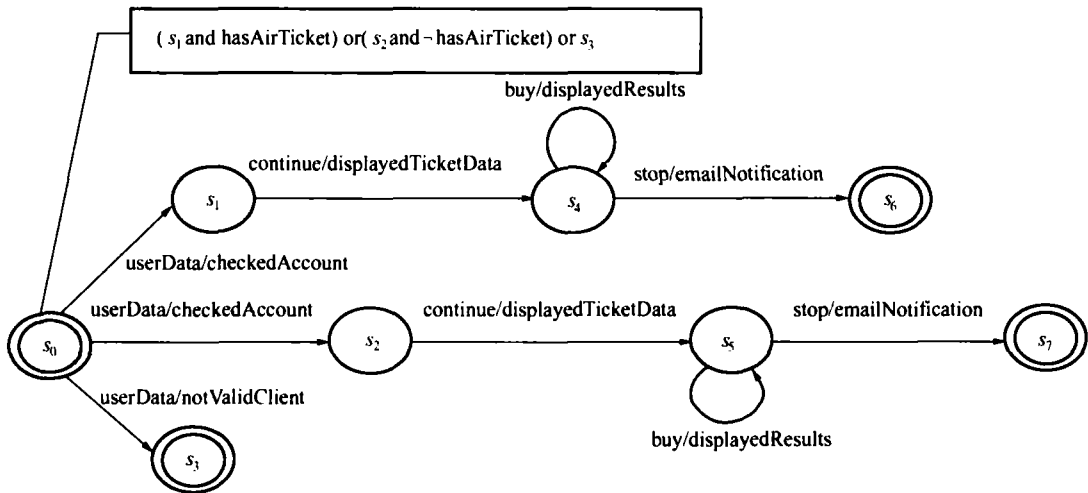 ( s₁ and hasAirTicket) or( s₂ and ¬ hasAirTicket) or s₃
buy/displayedResults
continue/displayedTicketData
stop/emailNotification
s₁
s₄
s₆
userData/checkedAccount
userData/checkedAccount
continue/displayedTicketData
stop/emailNotification
s₀
s₂
s₅
s₇
userData/notValidClient
buy/displayedResults
s₃